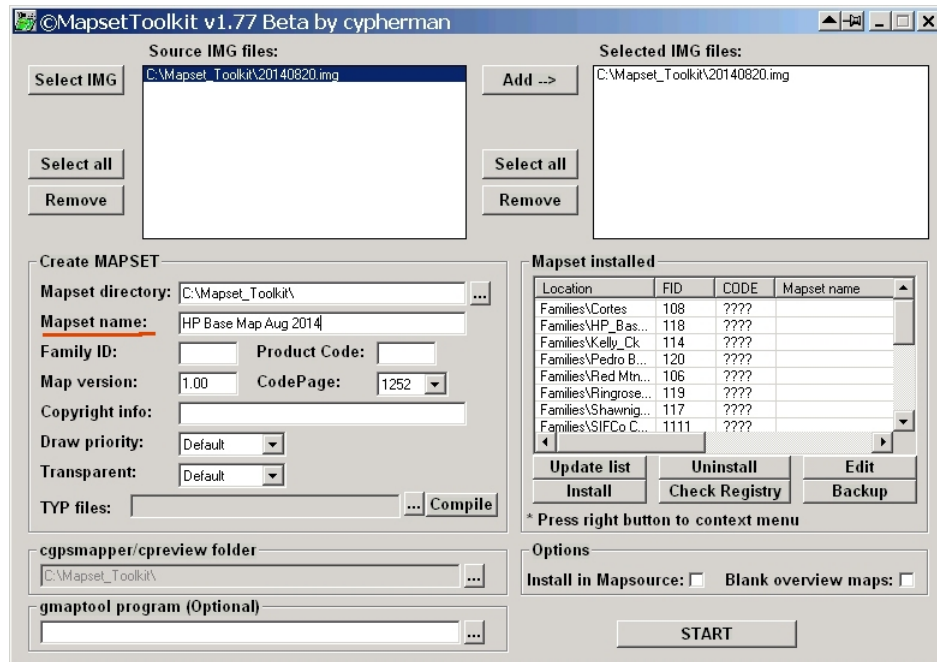 ©MapsetToolkit v1.77 Beta by cypherman
Source IMG files:
Selected IMG files:
Select IMG
C:\Mapset_Toolkit\20140820.img
Add -->
C:\Mapset_Toolkit\20140820.img
Select all
Select all
Remove
Remove
Create MAPSET
Mapset directory: C:\Mapset_Toolkit\ ...
Mapset name: HP Base Map Aug 2014
Family ID: Product Code:
Map version: 1.00 CodePage: 1252
Copyright info:
Draw priority: Default
Transparent: Default
TYP files: ... Compile
cgpsmapper/cpreview folder
C:\Mapset_Toolkit\ ...
gmaptool program (Optional)
...
Mapset installed
Location FID CODE Mapset name
Families\Cortes 108 ????
Families\HP_Bas... 118 ????
Families\Kelly_Ck 114 ????
Families\Pedro B... 120 ????
Families\Red Mtn... 106 ????
Families\Ringrose... 119 ????
Families\Shawnig... 117 ????
Families\SIFCo C... 1111 ????
Update list Uninstall Edit
Install Check Registry Backup
* Press right button to context menu
Options
Install in Mapsource: Blank overview maps:
START